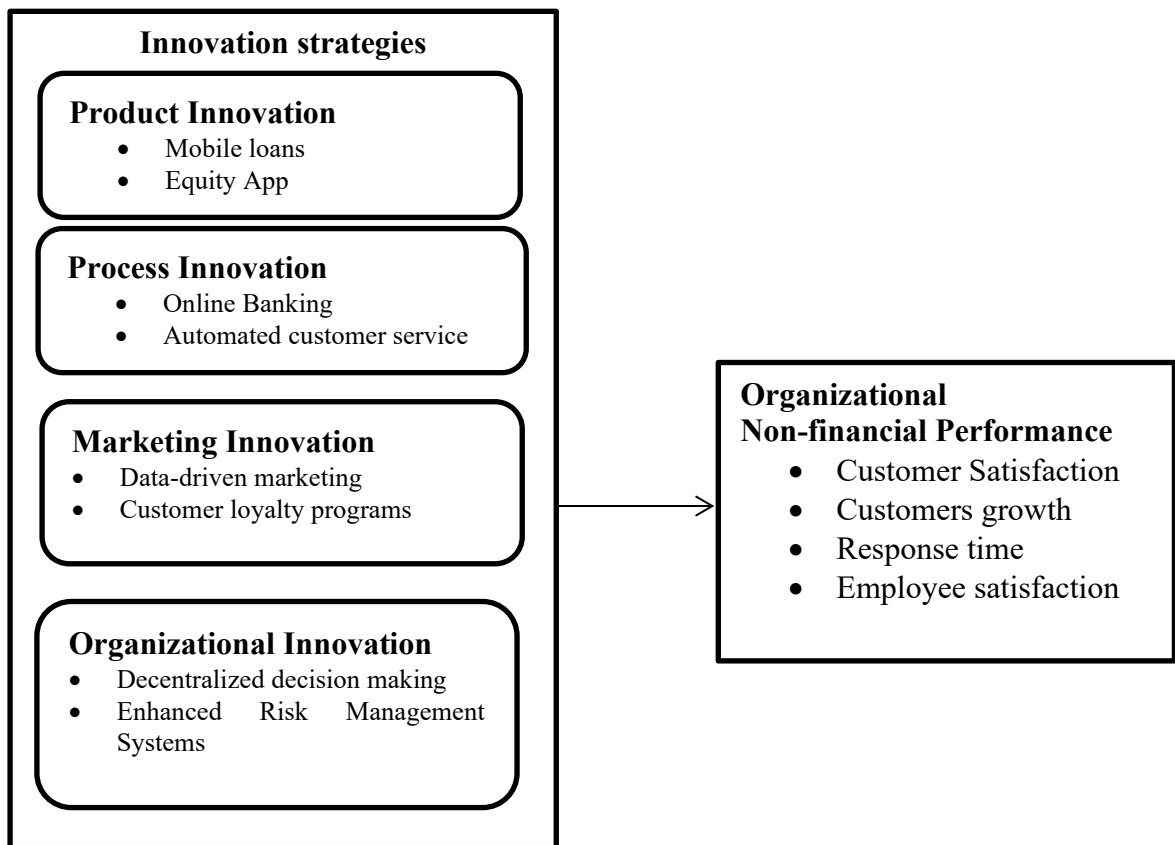 Innovation strategies
Product Innovation
• Mobile loans
• Equity App
Process Innovation
• Online Banking
• Automated customer service
Marketing Innovation
• Data-driven marketing
• Customer loyalty programs
Organizational Innovation
• Decentralized decision making
• Enhanced Risk Management
Systems
Organizational
Non-financial Performance
• Customer Satisfaction
• Customers growth
• Response time
• Employee satisfaction